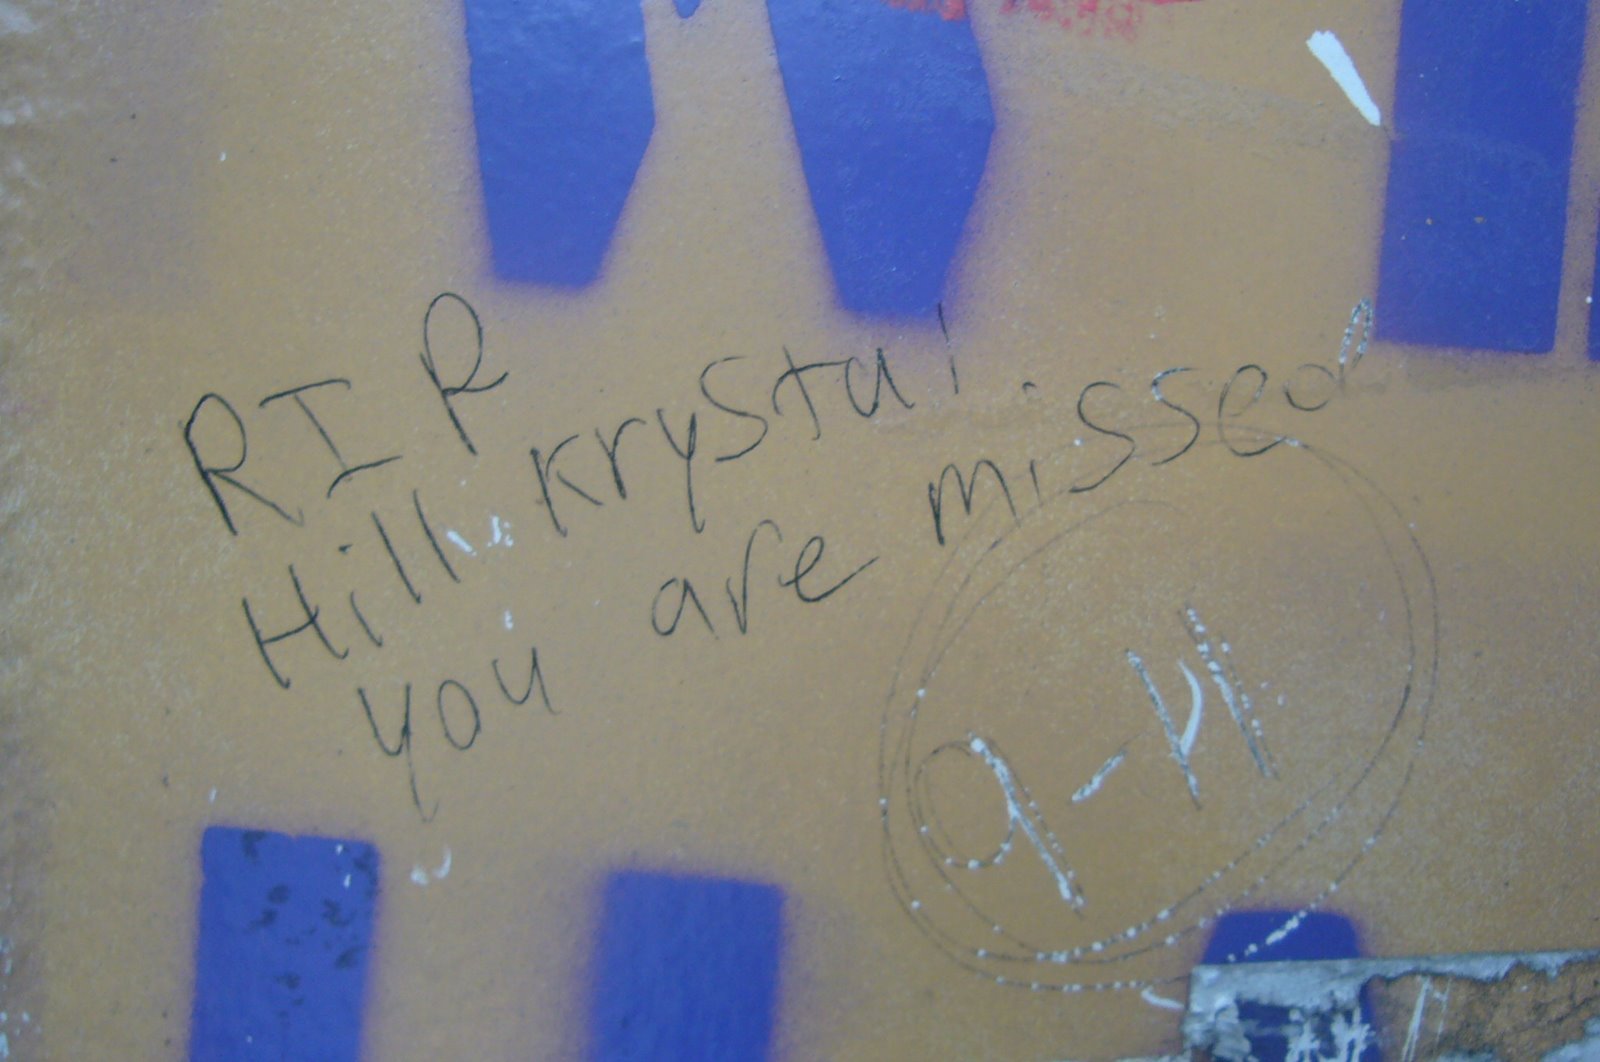 RIP
Hill Krystal
you are missed
9-11